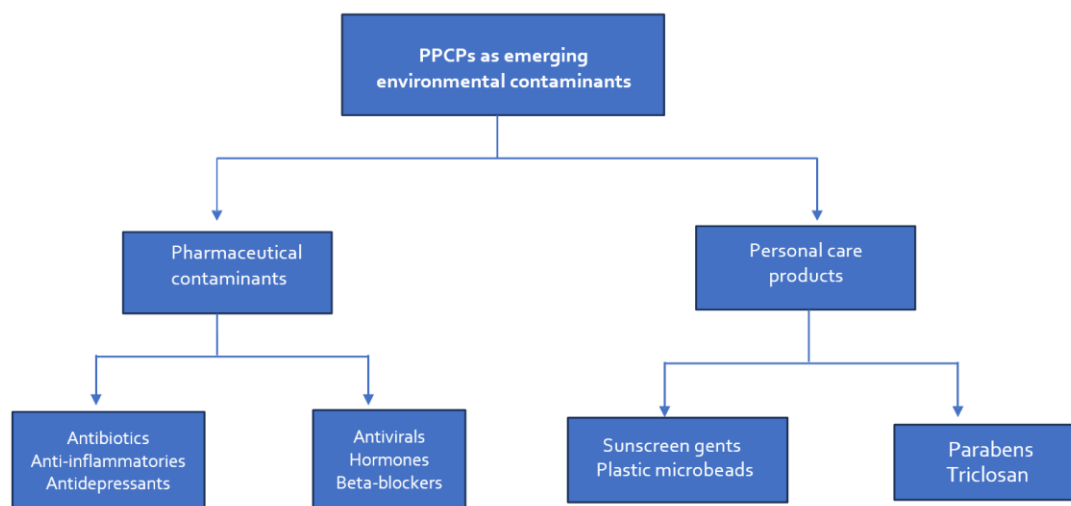 PPCPs as emerging
environmental contaminants
Pharmaceutical
contaminants
Personal care
products
Antibiotics
Anti-inflammatories
Antidepressants
Antivirals
Hormones
Beta-blockers
Sunscreen gents
Plastic microbeads
Parabens
Triclosan